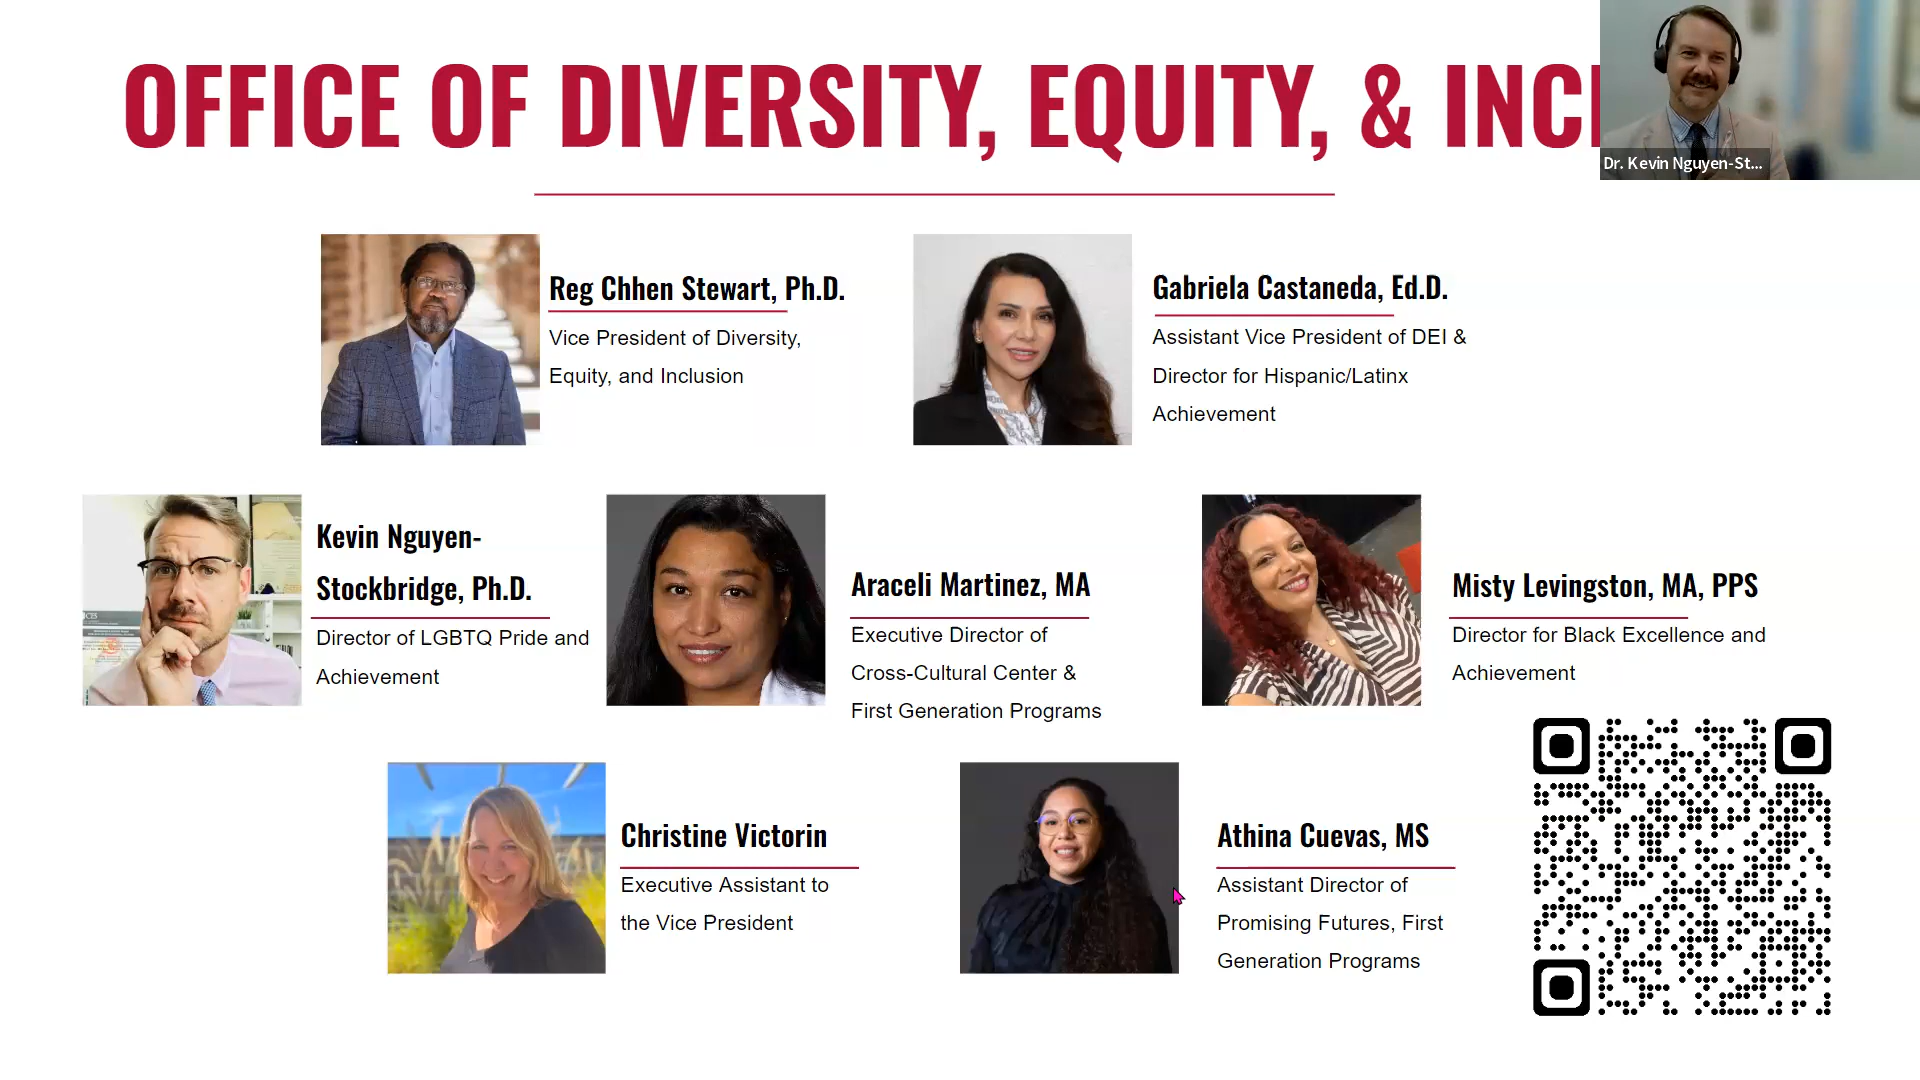 OFFICE OF DIVERSITY, EQUITY, & INCL
Dr. Kevin Nguyen-St...
Reg Chhen Stewart, Ph.D.
Vice President of Diversity,
Equity, and Inclusion
Gabriela Castaneda, Ed.D.
Assistant Vice President of DEI &
Director for Hispanic/Latinx
Achievement
Kevin Nguyen-
Stockbridge, Ph.D.
Director of LGBTQ Pride and
Achievement
Araceli Martinez, MA
Executive Director of
Cross-Cultural Center &
First Generation Programs
Misty Levingston, MA, PPS
Director for Black Excellence and
Achievement
Christine Victorin
Executive Assistant to
the Vice President
Athina Cuevas, MS
Assistant Director of
Promising Futures, First
Generation Programs